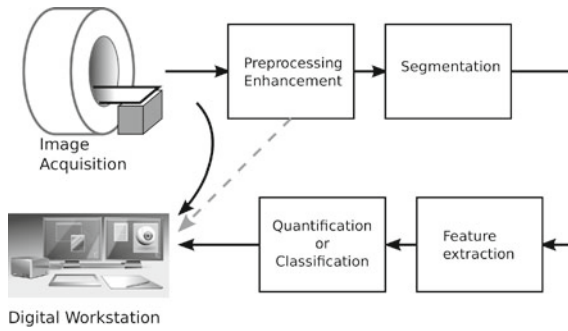 Preprocessing
Enhancement
Segmentation
Image
Acquisition
Quantification
or
Classification
Feature
extraction
Digital Workstation